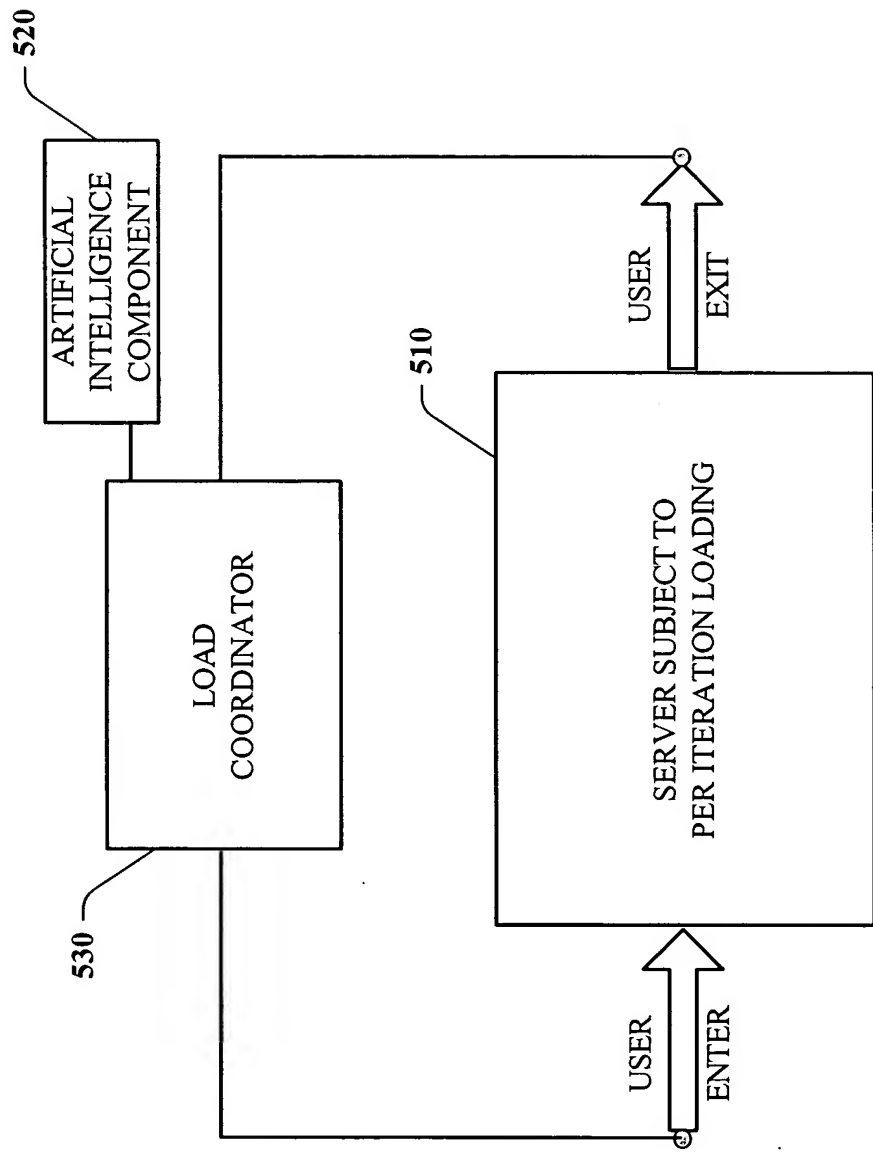 520
ARTIFICIAL
INTELLIGENCE
COMPONENT
530
LOAD
COORDINATOR
510
SERVER SUBJECT TO
PER ITERATION LOADING
USER
ENTER
USER
EXIT